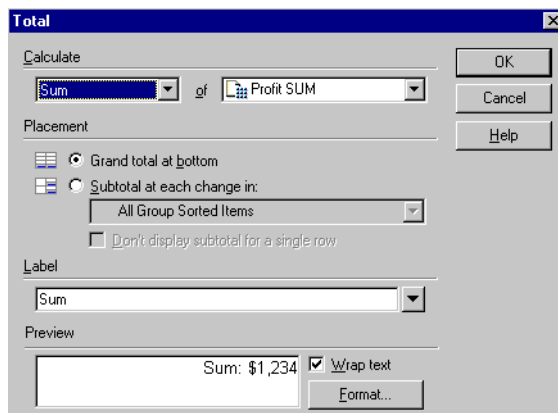 Total
Calculate
OK
Sum of Profit SUM
Cancel
Placement
Help
Grand total at bottom
Subtotal at each change in:
All Group Sorted Items
Don't display subtotal for a single row
Label
Sum
Preview
Sum: $1,234
Wrap text
Format...